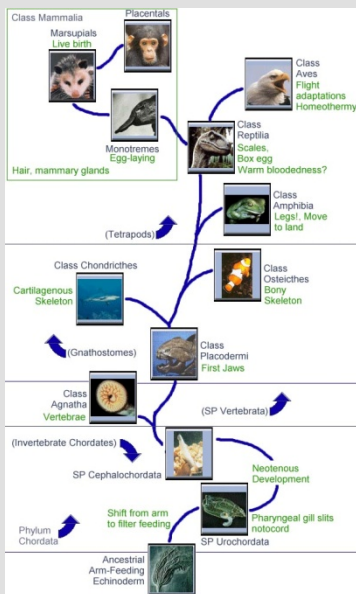 Class Mammalia
Placentals
Marsupials
Live birth
Monotremes
Egg-laying
Hair, mammary glands
Class
Aves
Flight
adaptations
Homeothermy
Class
Reptilia
Scales,
Box egg
Warm bloodedness?
Class
Amphibia
Legs!, Move
to land
(Tetrapods)
Class Chondricthes
Cartilagenous
Skeleton
Class
Osteicthes
Bony
Skeleton
(Gnathostomes)
Class
Placodermi
First Jaws
Class
Agnatha
Vertebrae
(SP Vertebrata)
(Invertebrate Chordates)
SP Cephalochordata
Neotenous
Development
Shift from arm
to filter feeding
Pharyngeal gill slits
notocord
SP Urochordata
Phylum
Chordata
Ancestral
Arm-Feeding
Echinoderm